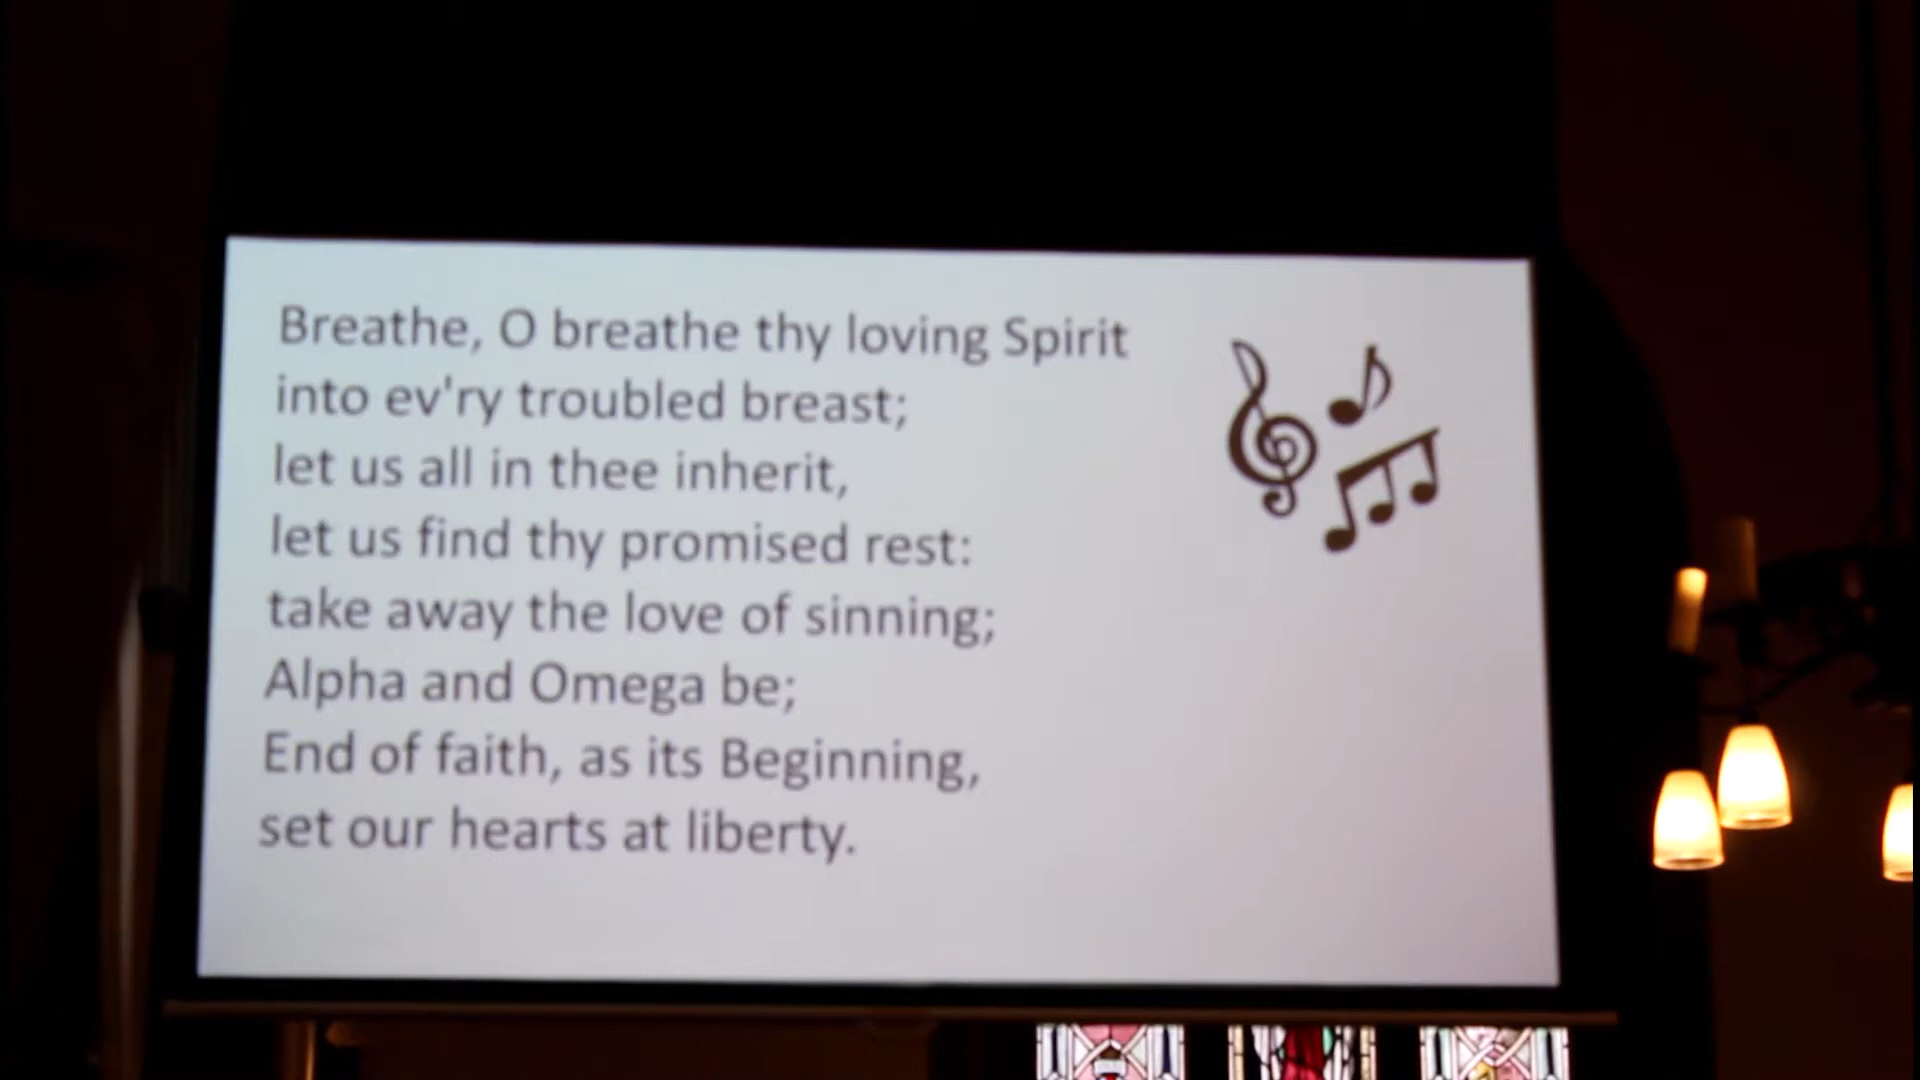 Breathe, O breathe thy loving Spirit
into ev'ry troubled breast;
let us all in thee inherit,
let us find thy promised rest:
take away the love of sinning;
Alpha and Omega be;
End of faith, as its Beginning,
set our hearts at liberty.